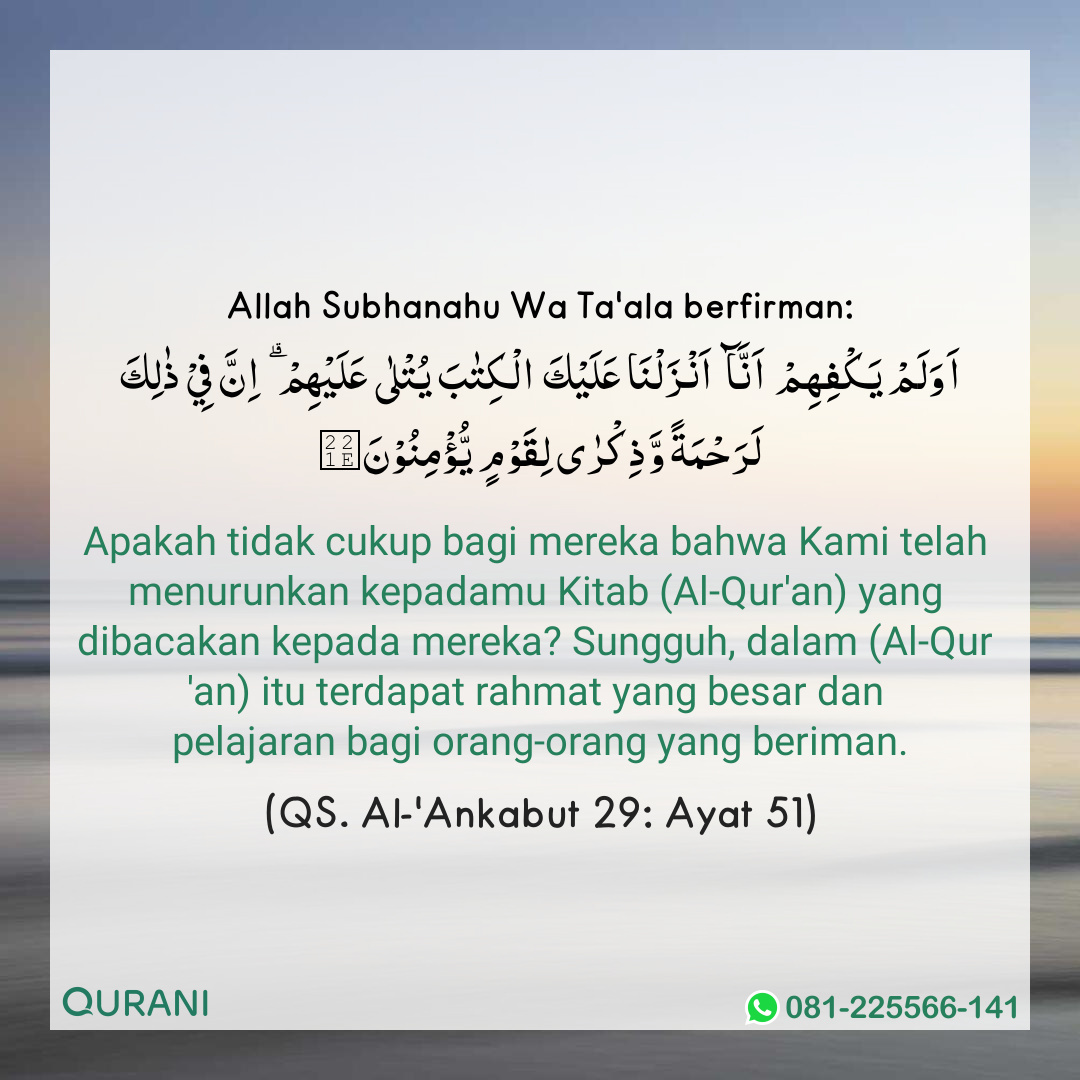 Allah Subhanahu Wa Ta'ala berfirman:
اَوَلَمْ يَكْفِهِمْ اَنَّاۤ اَنْزَلْنَا عَلَيْكَ الْكِتٰبَ يُتْلٰى عَلَيْهِمْ ۗ اِنَّ فِيْ ذٰلِكَ
لَرَحْمَةً وَّذِكْرٰى لِقَوْمٍ يُّؤْمِنُوْنَ
Apakah tidak cukup bagi mereka bahwa Kami telah
menurunkan kepadamu Kitab (Al-Qur'an) yang
dibacakan kepada mereka? Sungguh, dalam (Al-Qur
'an) itu terdapat rahmat yang besar dan
pelajaran bagi orang-orang yang beriman.
(QS. Al-'Ankabut 29: Ayat 51)
QURANI
081-225566-141